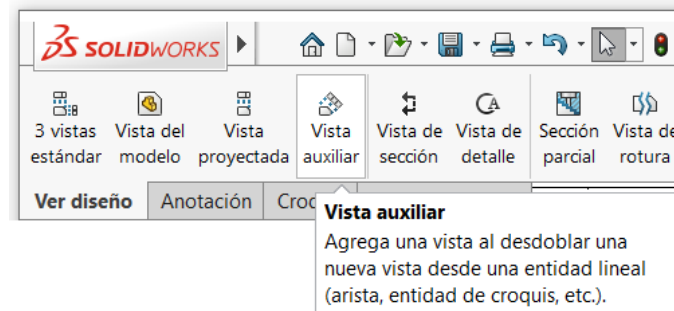 SOLIDWORKS
3 vistas estándar
Vista del modelo
Vista proyectada
Vista auxiliar
Vista de sección
Vista de detalle
Sección parcial
Vista de rotura
Ver diseño Anotación Croq
Vista auxiliar
Agrega una vista al desdoblar una
nueva vista desde una entidad lineal
(arista, entidad de croquis, etc.).